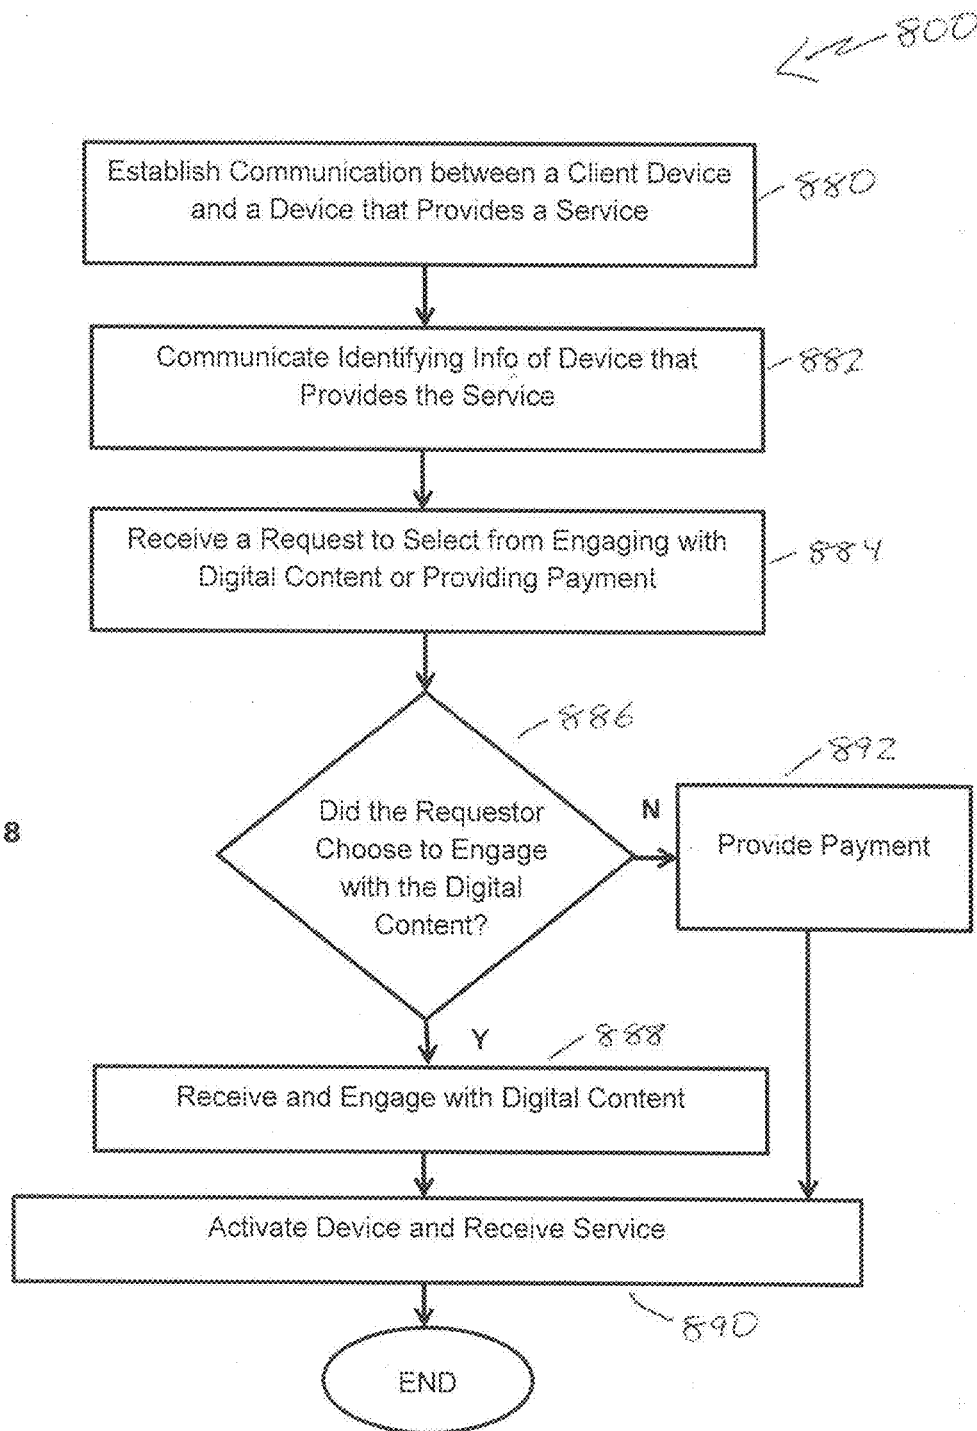 800
Establish Communication between a Client Device
and a Device that Provides a Service
880
Communicate Identifying Info of Device that
Provides the Service
882
Receive a Request to Select from Engaging with
Digital Content or Providing Payment
884
886
Did the Requestor
Choose to Engage
with the Digital
Content?
N
892
Provide Payment
8
Y
888
Receive and Engage with Digital Content
Activate Device and Receive Service
890
END